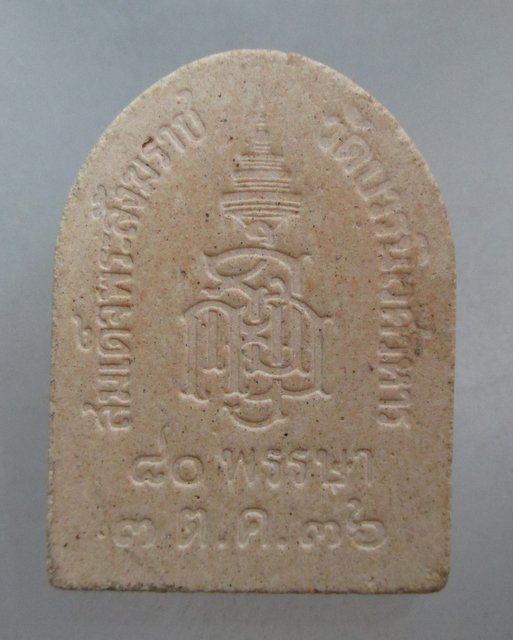 สมเด็จพระสังฆราช
วัดบวรนิเวศวิหาร
๘๐ พรรษา
๓ ต.ค. ๓๖